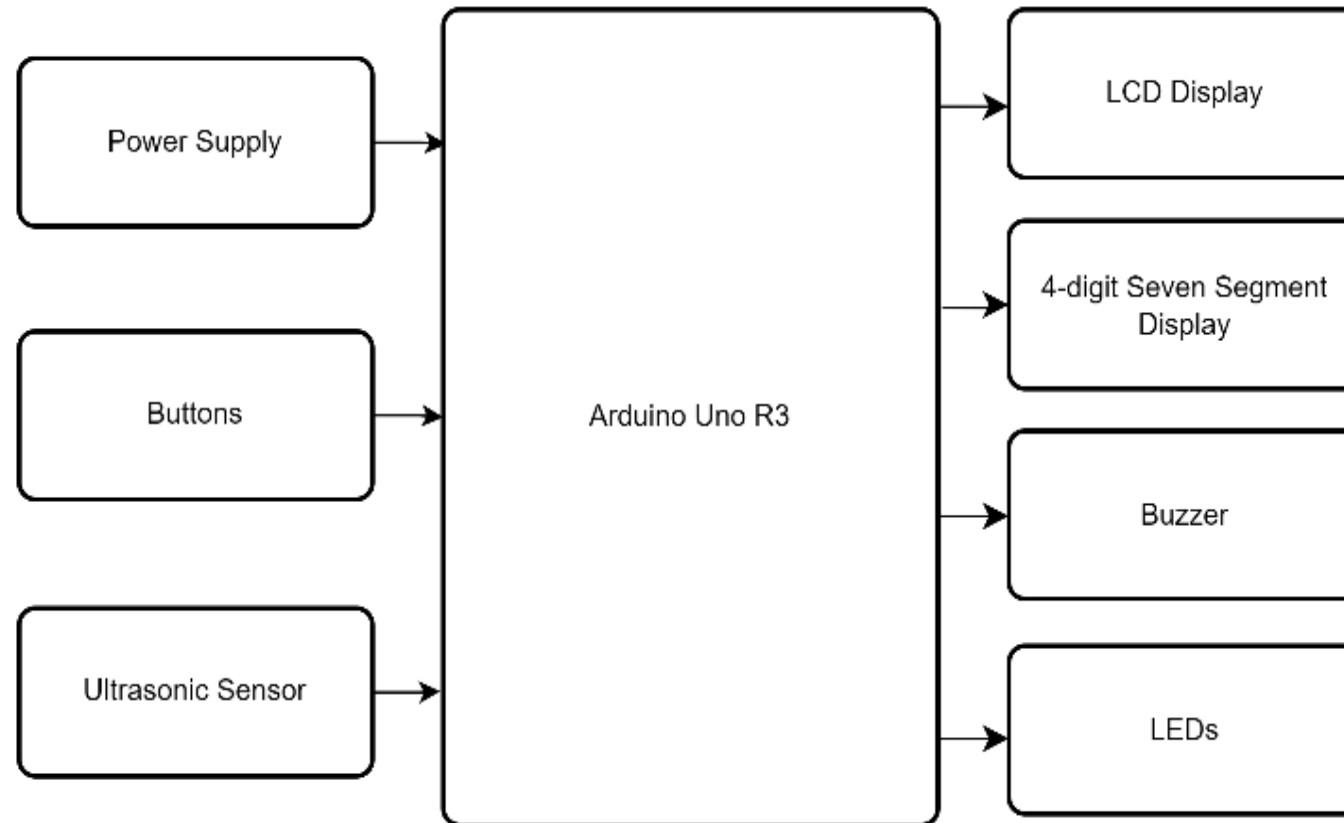 Power Supply
Buttons
Ultrasonic Sensor
Arduino Uno R3
LCD Display
4-digit Seven Segment
Display
Buzzer
LEDs